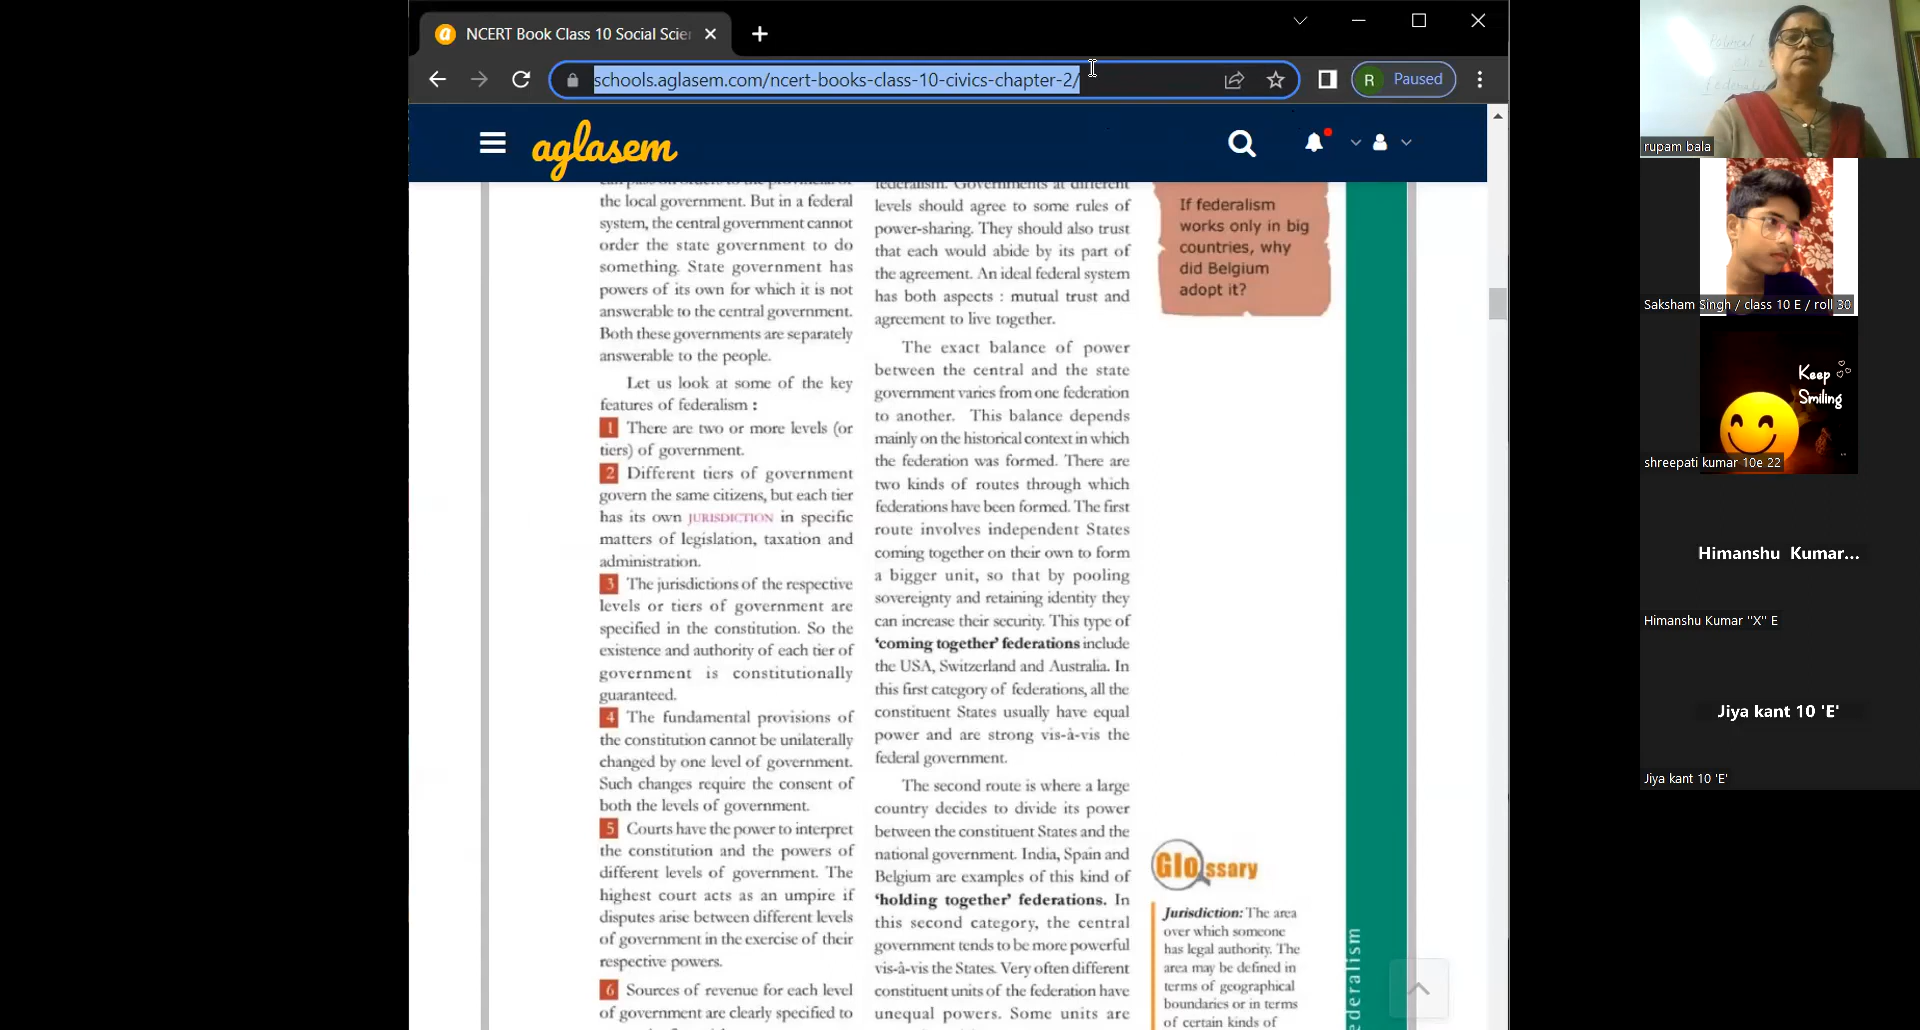 NCERT Book Class 10 Social Scie
schools.aglasem.com/ncert-books-class-10-civics-chapter-2/
R Paused
aglasem
the local government. But in a federal
system, the central government cannot
order the state government to do
something. State government has
powers of its own for which it is not
answerable to the central government.
Both these governments are separately
answerable to the people.
Let us look at some of the key
features of federalism :
1 There are two or more levels (or
tiers) of government.
2 Different tiers of government
govern the same citizens, but each tier
has its own JURISDICTION in specific
matters of legislation, taxation and
administration.
3 The jurisdictions of the respective
levels or tiers of government are
specified in the constitution. So the
existence and authority of each tier of
government is constitutionally
guaranteed.
4 The fundamental provisions of
the constitution cannot be unilaterally
changed by one level of government.
Such changes require the consent of
both the levels of government.
5 Courts have the power to interpret
the constitution and the powers of
different levels of government. The
highest court acts as an umpire if
disputes arise between different levels
of government in the exercise of their
respective powers.
6 Sources of revenue for each level
of government are clearly specified to
federalism. Governments at different
levels should agree to some rules of
power-sharing. They should also trust
that each would abide by its part of
the agreement. An ideal federal system
has both aspects : mutual trust and
agreement to live together.
The exact balance of power
between the central and the state
government varies from one federation
to another. This balance depends
mainly on the historical context in which
the federation was formed. There are
two kinds of routes through which
federations have been formed. The first
route involves independent States
coming together on their own to form
a bigger unit, so that by pooling
sovereignty and retaining identity they
can increase their security. This type of
‘coming together’ federations include
the USA, Switzerland and Australia. In
this first category of federations, all the
constituent States usually have equal
power and are strong vis-à-vis the
federal government.
The second route is where a large
country decides to divide its power
between the constituent States and the
national government. India, Spain and
Belgium are examples of this kind of
‘holding together’ federations. In
this second category, the central
government tends to be more powerful
vis-à-vis the States. Very often different
constituent units of the federation have
unequal powers. Some units are
If federalism
works only in big
countries, why
did Belgium
adopt it?
Glossary
Jurisdiction: The area
over which someone
has legal authority. The
area may be defined in
terms of geographical
boundaries or in terms
of certain kinds of
ederalism
rupam bala
Saksham Singh / class 10 E / roll 30
Keep
Smiling
shreepati kumar 10e 22
Himanshu Kumar...
Himanshu Kumar "X" E
Jiya kant 10 'E'
Jiya kant 10 'E'